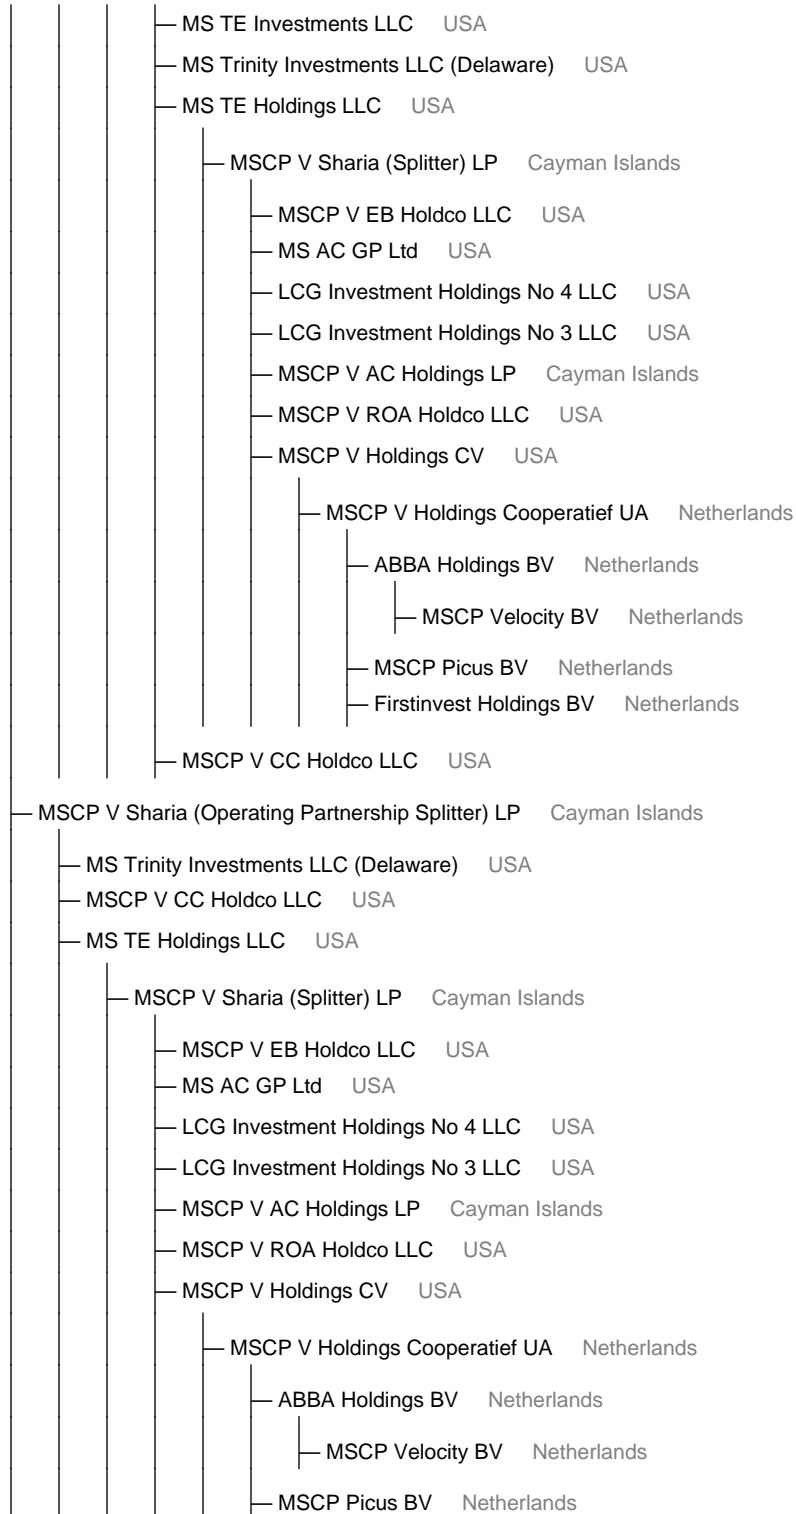 MS TE Investments LLC USA
MS Trinity Investments LLC (Delaware) USA
MS TE Holdings LLC USA
MSCP V Sharia (Splitter) LP Cayman Islands
MSCP V EB Holdco LLC USA
MS AC GP Ltd USA
LCG Investment Holdings No 4 LLC USA
LCG Investment Holdings No 3 LLC USA
MSCP V AC Holdings LP Cayman Islands
MSCP V ROA Holdco LLC USA
MSCP V Holdings CV USA
MSCP V Holdings Cooperatief UA Netherlands
ABBA Holdings BV Netherlands
MSCP Velocity BV Netherlands
MSCP Picus BV Netherlands
Firstinvest Holdings BV Netherlands
MSCP V CC Holdco LLC USA
MSCP V Sharia (Operating Partnership Splitter) LP Cayman Islands
MS Trinity Investments LLC (Delaware) USA
MSCP V CC Holdco LLC USA
MS TE Holdings LLC USA
MSCP V Sharia (Splitter) LP Cayman Islands
MSCP V EB Holdco LLC USA
MS AC GP Ltd USA
LCG Investment Holdings No 4 LLC USA
LCG Investment Holdings No 3 LLC USA
MSCP V AC Holdings LP Cayman Islands
MSCP V ROA Holdco LLC USA
MSCP V Holdings CV USA
MSCP V Holdings Cooperatief UA Netherlands
ABBA Holdings BV Netherlands
MSCP Velocity BV Netherlands
MSCP Picus BV Netherlands